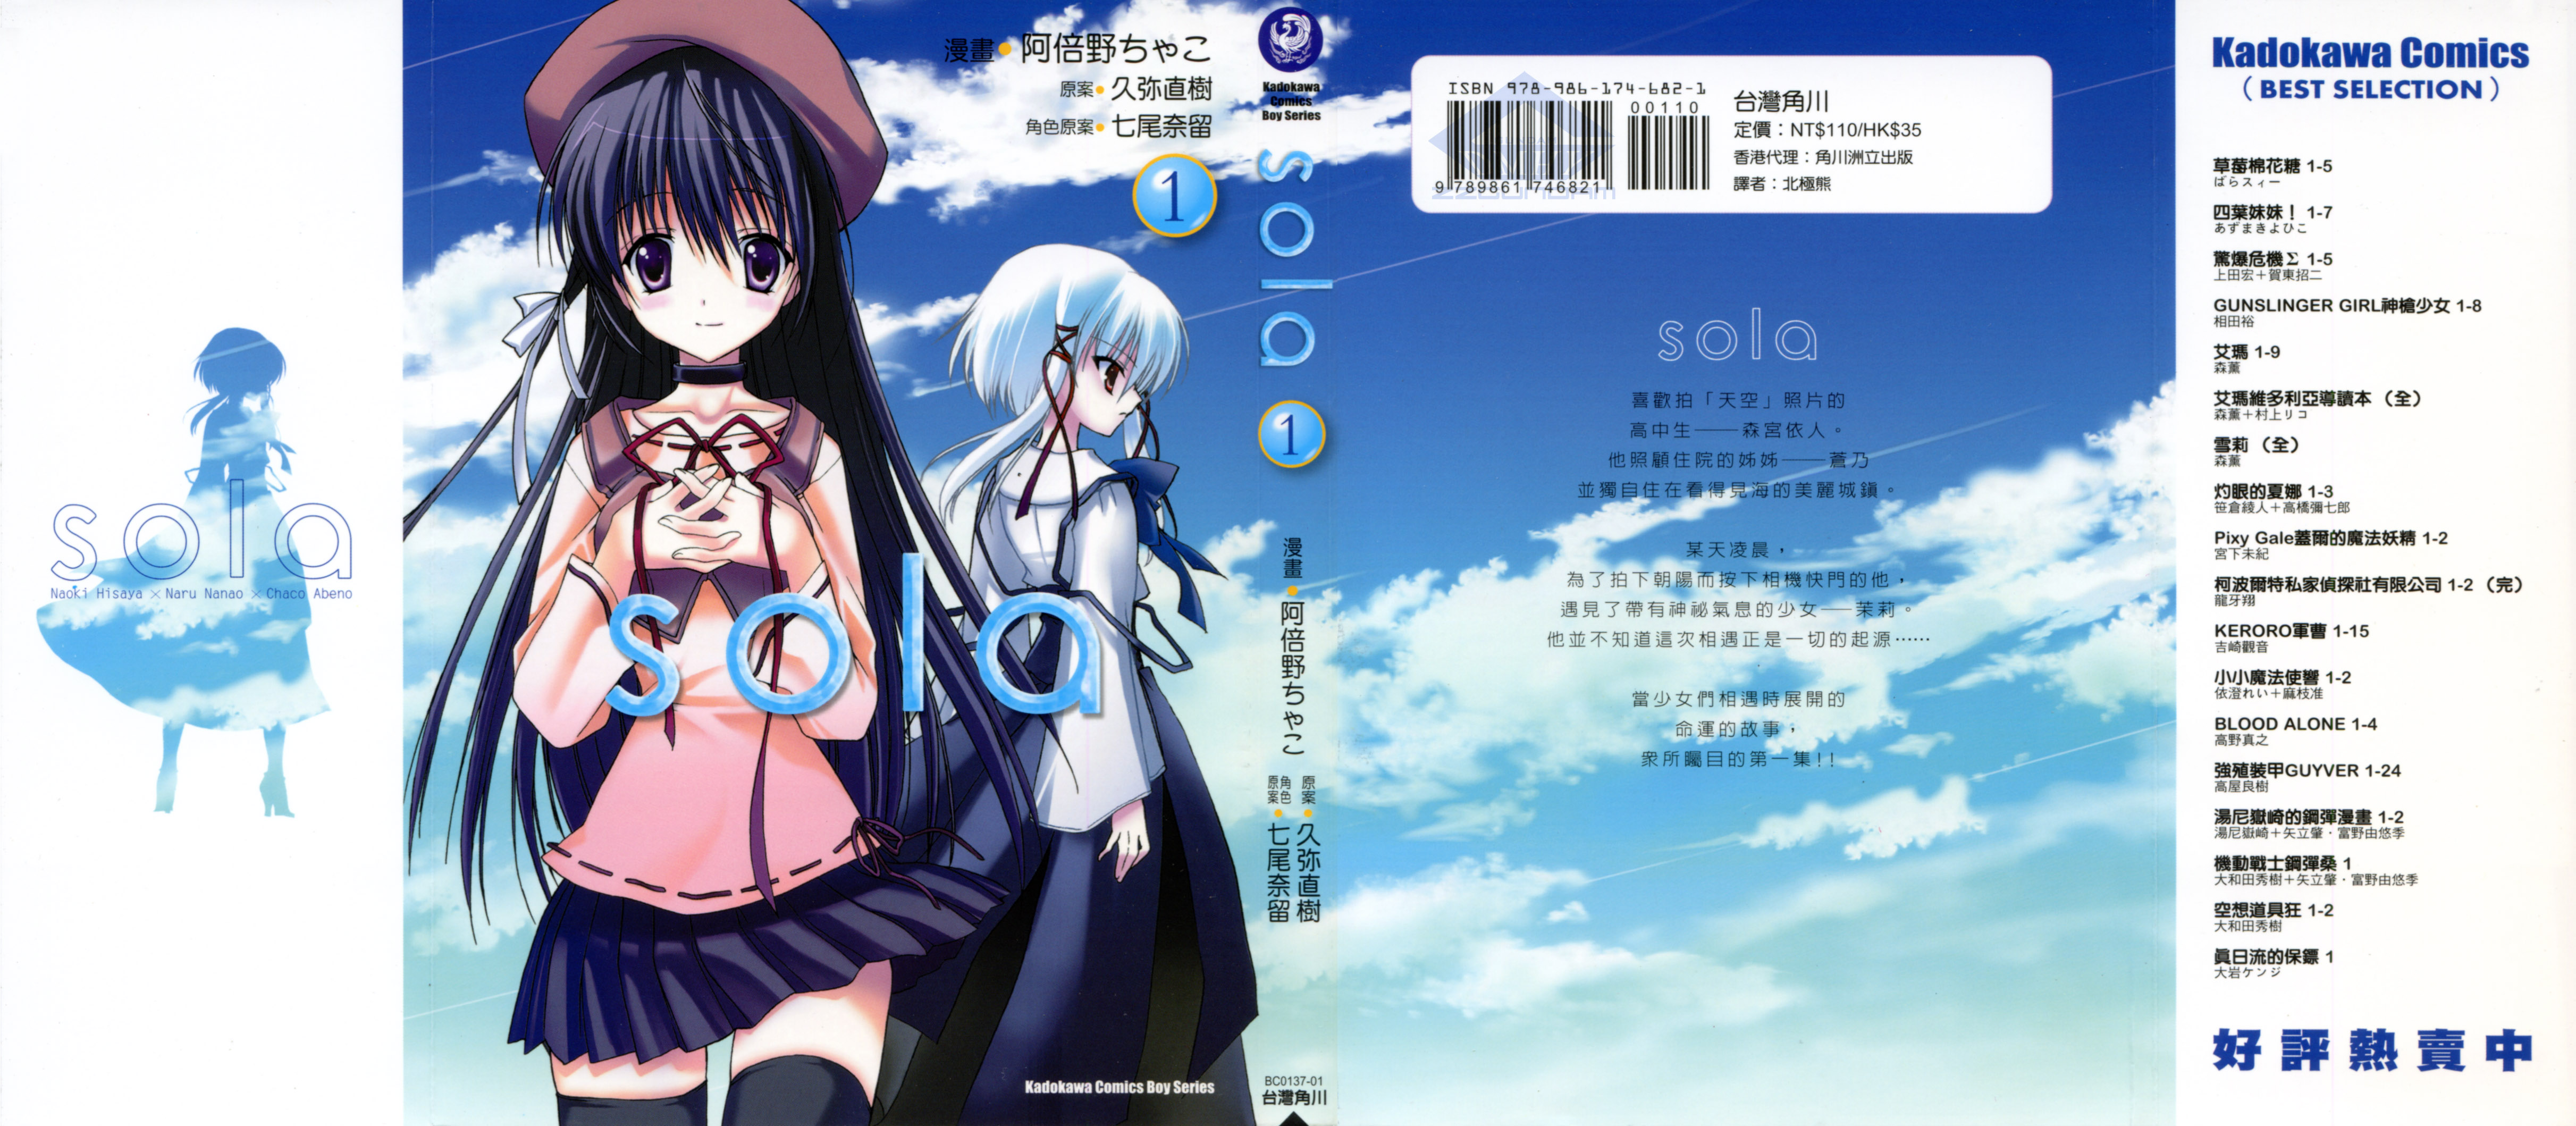 sola
Naoki Hisaya × Naru Nanao × Chaco Abeno
漫畫•阿倍野ちゃこ
原案•久弥直樹
角色原案•七尾奈留
1
sola
Kadokawa Comics Boy Series
Kadokawa
Comics
Boy Series
sola
1
漫畫•阿倍野ちゃこ
原案•久弥直樹
角色原案•七尾奈留
BC0137-01
台灣角川
ISBN 978-986-174-682-1
00110
9 789861 746821
台灣角川
定價：NT$110/HK$35
香港代理：角川洲立出版
譯者：北極熊
sola
喜歡拍「天空」照片的
高中生——森宮依人。
他照顧住院的姊姊——蒼乃
並獨自住在看得見海的美麗城鎮。
某天凌晨，
為了拍下朝陽而按下相機快門的他，
遇見了帶有神祕氣息的少女——茉莉。
他並不知道這次相遇正是一切的起源……
當少女們相遇時展開的
命運的故事，
眾所矚目的第一集!!
Kadokawa Comics
（BEST SELECTION）
草莓棉花糖 1-5
ばらスィー
四葉妹妹！ 1-7
あずまきよひこ
驚爆危機Σ 1-5
上田宏＋賀東招二
GUNSLINGER GIRL神槍少女 1-8
相田裕
艾瑪 1-9
森薰
艾瑪維多利亞導讀本（全）
森薰＋村上リコ
雪莉（全）
森薰
灼眼的夏娜 1-3
笹倉綾人＋高橋彌七郎
Pixy Gale蓋爾的魔法妖精 1-2
宮下未紀
柯波爾特私家偵探社有限公司 1-2（完）
龍牙翔
KERORO軍曹 1-15
吉崎觀音
小小魔法使響 1-2
依澄れい＋麻枝准
BLOOD ALONE 1-4
高野真之
強殖裝甲GUYVER 1-24
高屋良樹
湯尼嶽崎的鋼彈漫畫 1-2
湯尼嶽崎＋矢立肇・富野由悠季
機動戰士鋼彈桑 1
大和田秀樹＋矢立肇・富野由悠季
空想道具狂 1-2
大和田秀樹
眞日流的保鏢 1
大岩ケンジ
好評熱賣中